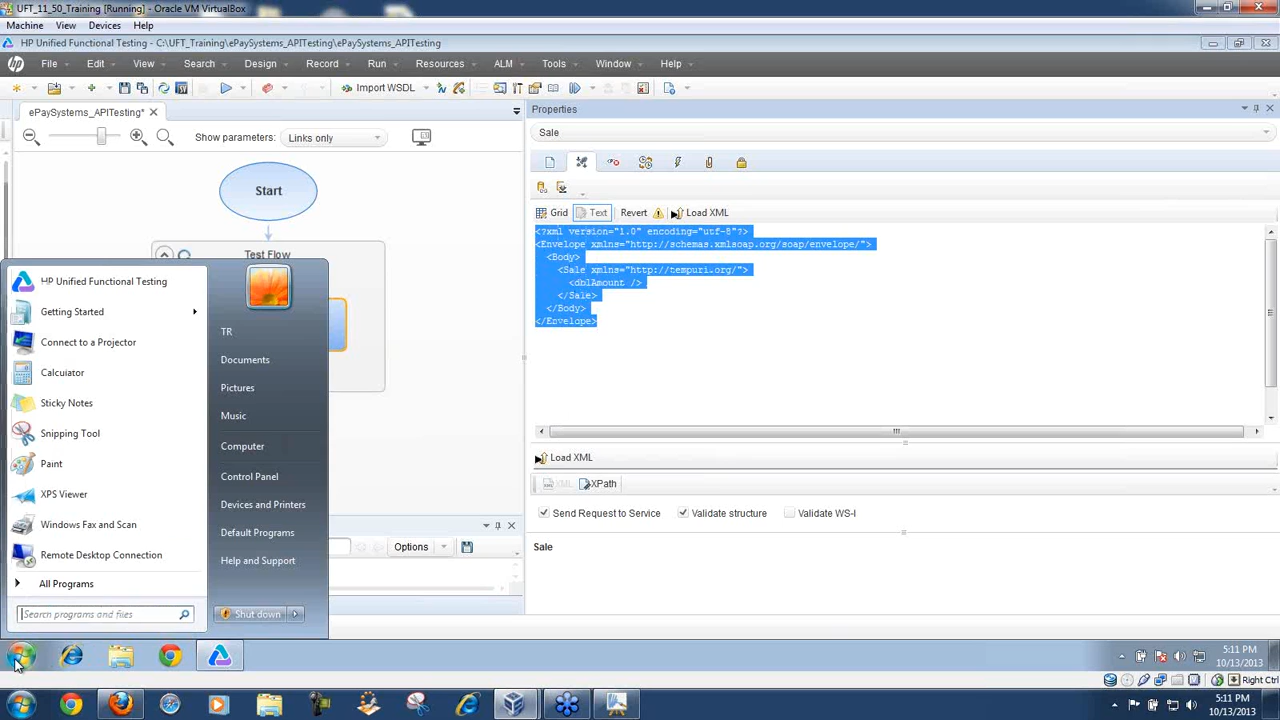 UFT_11_50_Training [Running] - Oracle VM VirtualBox
Machine View Devices Help
HP Unified Functional Testing - C:\UFT_Training\ePaySystems_APITesting\ePaySystems_APITesting
File Edit View Search Design Record Run Resources ALM Tools Window Help
Import WSDL
ePaySystems_APITesting*
Show parameters: Links only
Start
Test Flow
Properties
Sale
Grid Text Revert Load XML
<?xml version="1.0" encoding="utf-8"?>
<Envelope xmlns="http://schemas.xmlsoap.org/soap/envelope/">
<Body>
<Sale xmlns="http://tempuri.org/">
<dblAmount />
</Sale>
</Body>
</Envelope>
Load XML
XML XPath
Send Request to Service Validate structure Validate WS-I
Sale
Options
HP Unified Functional Testing
Getting Started
Connect to a Projector
Calculator
Sticky Notes
Snipping Tool
Paint
XPS Viewer
Windows Fax and Scan
Remote Desktop Connection
All Programs
Search programs and files
TR
Documents
Pictures
Music
Computer
Control Panel
Devices and Printers
Default Programs
Help and Support
Shut down
5:11 PM
10/13/2013
Right Ctrl
5:11 PM
10/13/2013